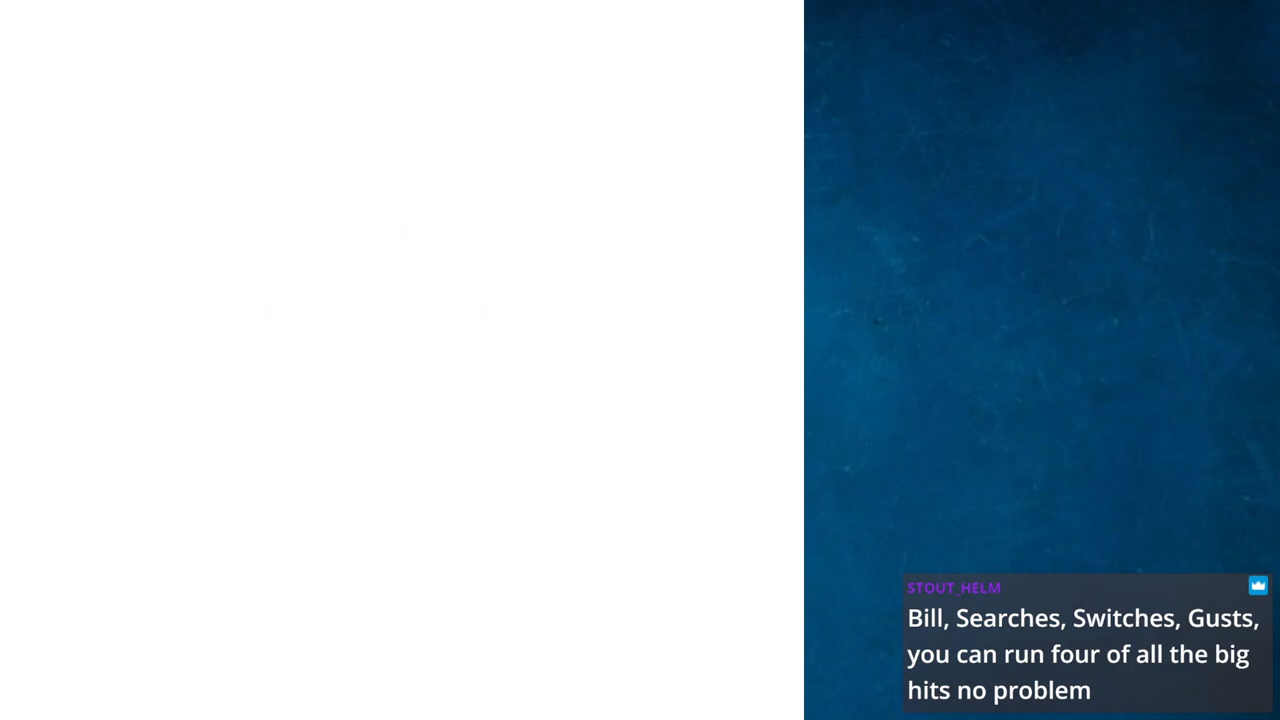 STOUT_HELM
Bill, Searches, Switches, Gusts,
you can run four of all the big
hits no problem